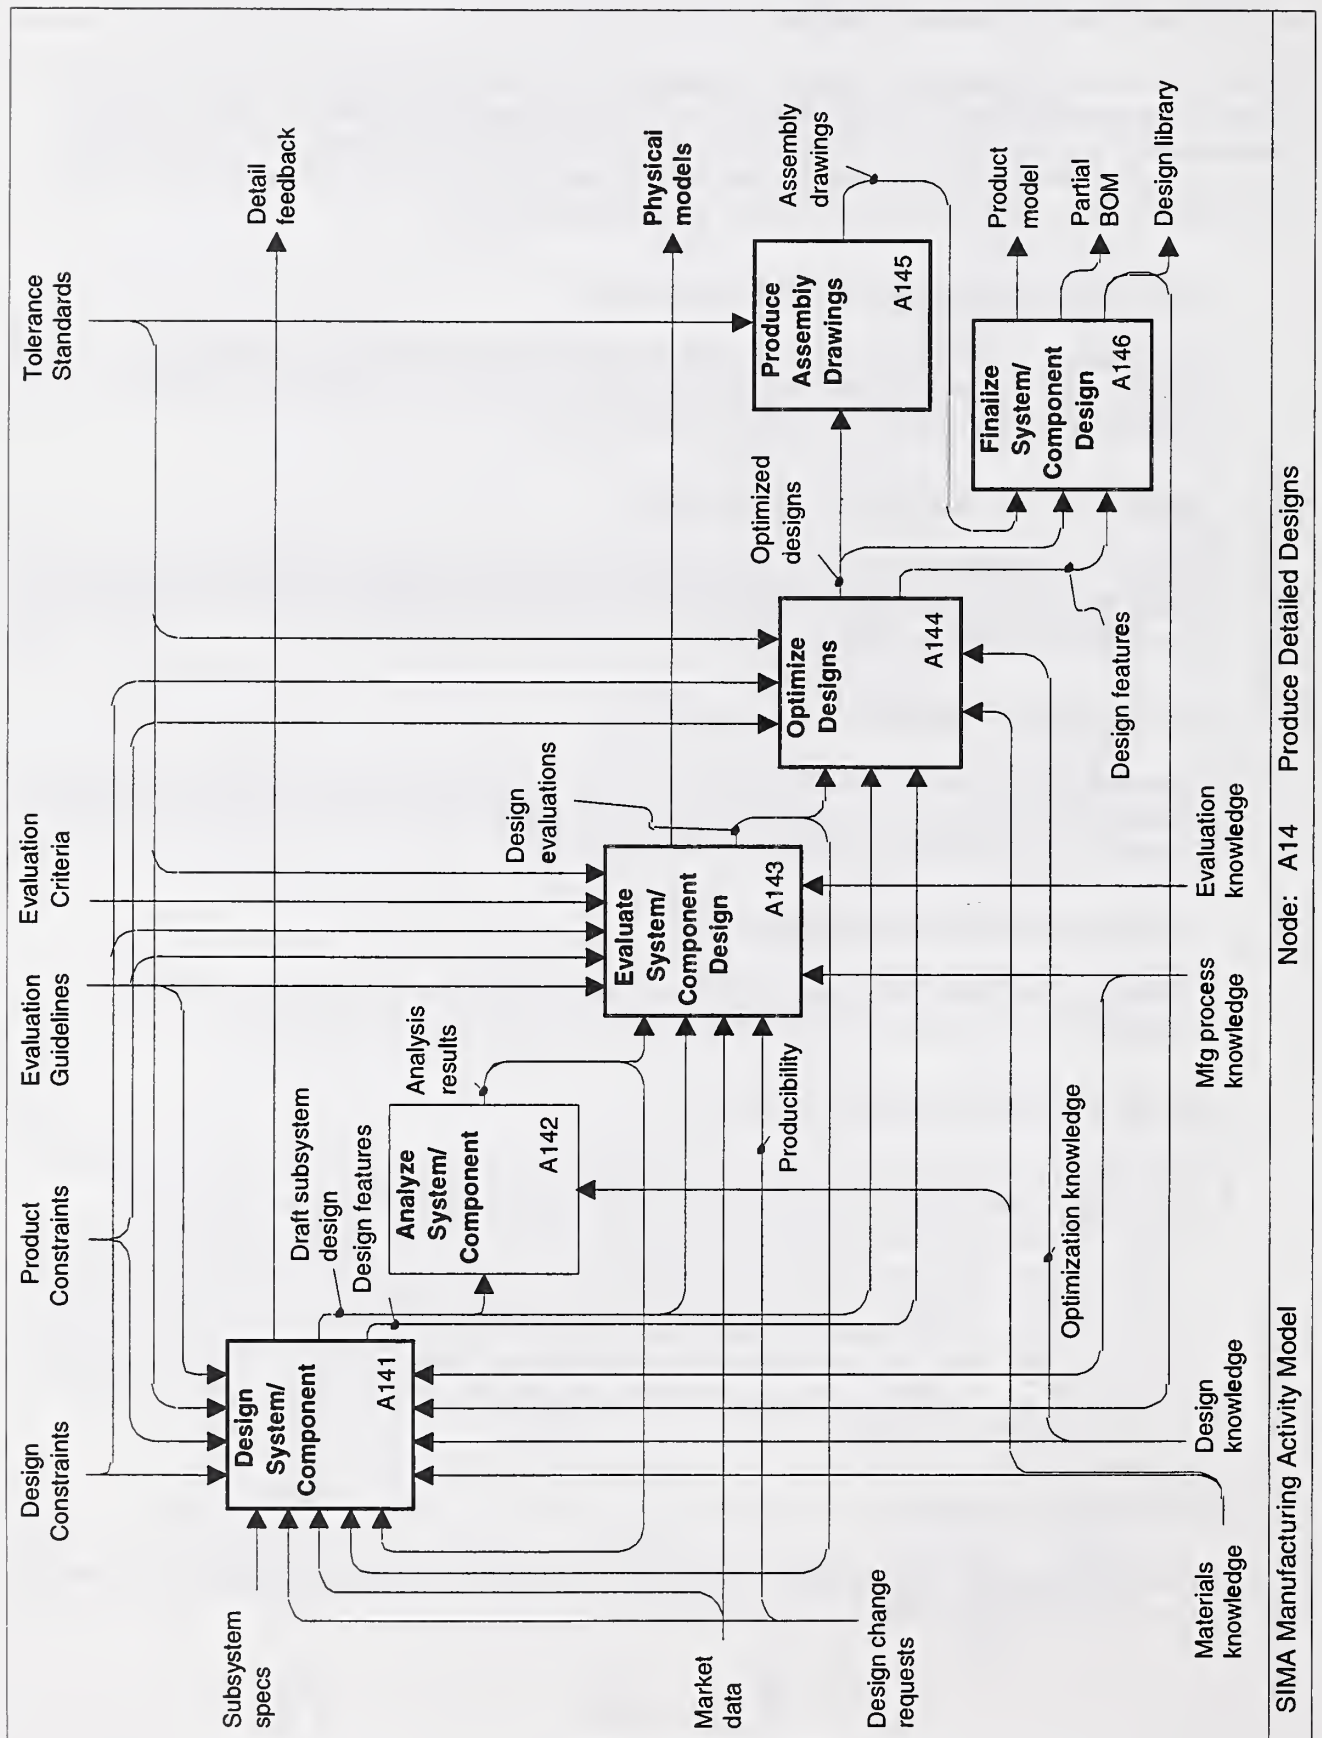 Design
Constraints
Product
Constraints
Evaluation
Guidelines
Evaluation
Criteria
Tolerance
Standards
Subsystem
specs
Market
data
Design change
requests
Design
System/
Component
A141
Draft subsystem
design
Design features
Detail
feedback
Analyze
System/
Component
A142
Analysis
results
Producibility
Evaluate
System/
Component
Design
A143
Design
evaluations
Physical
models
Optimize
Designs
A144
Optimized
designs
Design features
Produce
Assembly
Drawings
A145
Assembly
drawings
Finalize
System/
Component
Design
A146
Product
model
Partial
BOM
Design library
Optimization knowledge
Materials
knowledge
Design
knowledge
Mfg process
knowledge
Evaluation
knowledge
SIMA Manufacturing Activity Model
Node: A14 Produce Detailed Designs